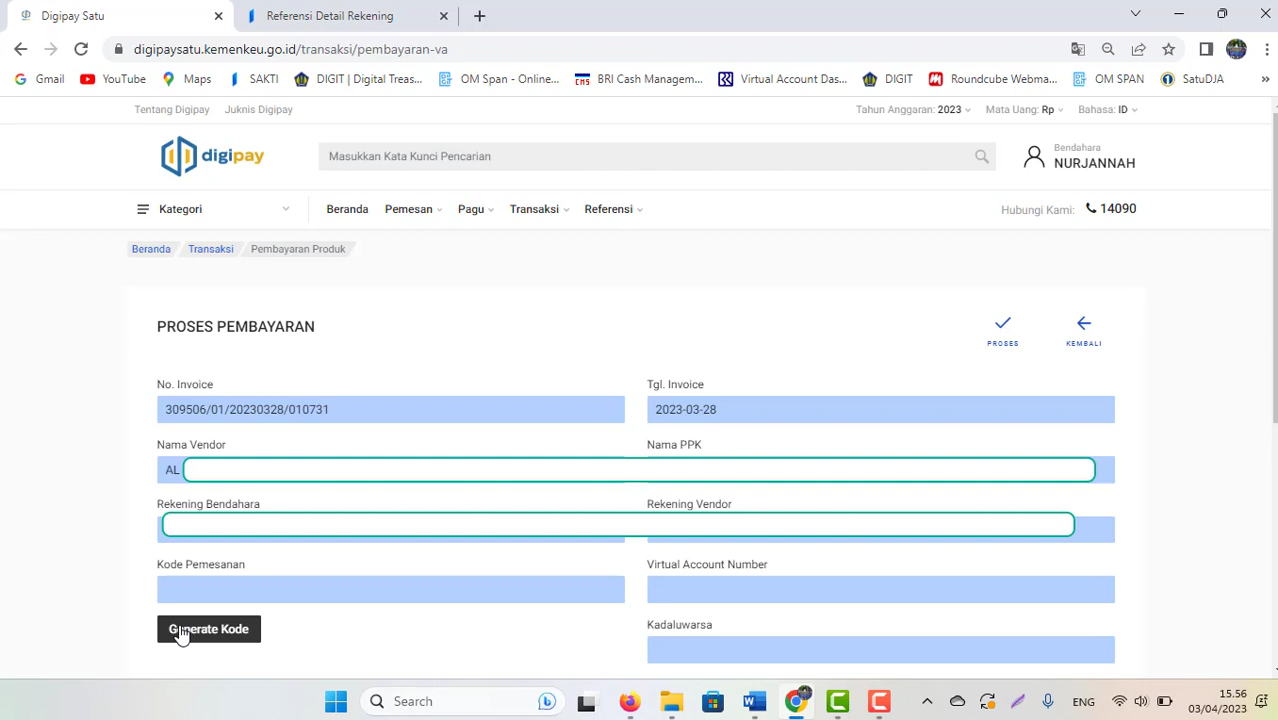 Digipay Satu
Referensi Detail Rekening
digipaysatu.kemenkeu.go.id/transaksi/pembayaran-va
Gmail YouTube Maps SAKTI DIGIT | Digital Treas... OM Span - Online... CMS BRI Cash Managem... Virtual Account Das... DIGIT Roundcube Webma... OM SPAN SatuDJA »
Tentang Digipay Juknis Digipay Tahun Anggaran: 2023 Mata Uang: Rp Bahasa: ID
digipay
Masukkan Kata Kunci Pencarian
Bendahara
NURJANNAH
Kategori Beranda Pemesan Pagu Transaksi Referensi Hubungi Kami: 14090
Beranda Transaksi Pembayaran Produk
PROSES PEMBAYARAN
PROSES KEMBALI
No. Invoice Tgl. Invoice
309506/01/20230328/010731 2023-03-28
Nama Vendor Nama PPK
AL
Rekening Bendahara Rekening Vendor
Kode Pemesanan Virtual Account Number
Generate Kode Kadaluwarsa
Search ENG 15.56
03/04/2023